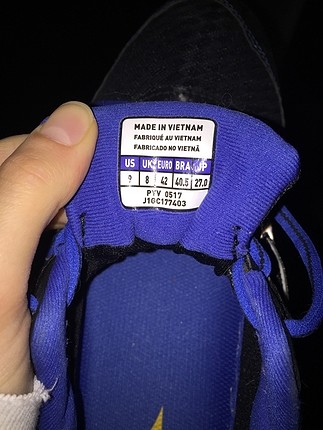 MADE IN VIETNAM
FABRIQUÉ AU VIETNAM
FABRICADO NO VIETNÃ
US UK EURO BRA JP
9 8 42 40.5 27.0
PYV 0517
J1GC177403